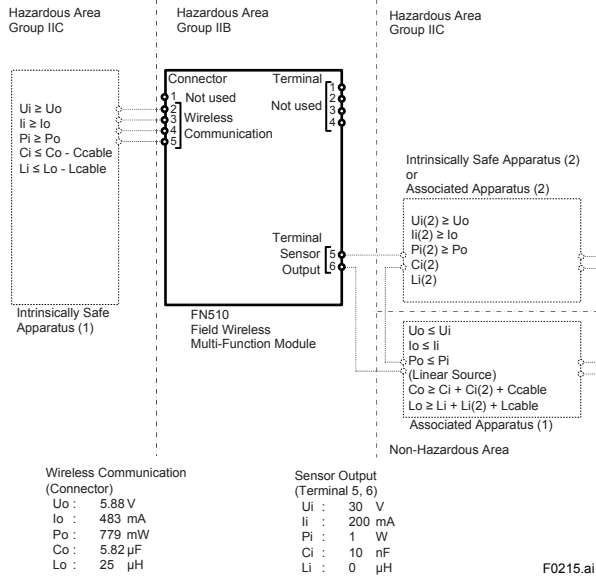 Hazardous Area
Group IIC
Hazardous Area
Group IIB
Hazardous Area
Group IIC
Ui ≥ Uo
Ii ≥ Io
Pi ≥ Po
Ci ≤ Co - Ccable
Li ≤ Lo - Lcable
Intrinsically Safe
Apparatus (1)
Connector
1 Not used
2
3 Wireless
4 Communication
5
Terminal
1
2
Not used 3
4
Terminal
Sensor 5
Output 6
FN510
Field Wireless
Multi-Function Module
Intrinsically Safe Apparatus (2)
or
Associated Apparatus (2)
Ui(2) ≥ Uo
Ii(2) ≥ Io
Pi(2) ≥ Po
Ci(2)
Li(2)
Uo ≤ Ui
Io ≤ Ii
Po ≤ Pi
(Linear Source)
Co ≥ Ci + Ci(2) + Ccable
Lo ≥ Li + Li(2) + Lcable
Associated Apparatus (1)
Non-Hazardous Area
Wireless Communication
(Connector)
Uo : 5.88 V
Io : 483 mA
Po : 779 mW
Co : 5.82 µF
Lo : 25 µH
Sensor Output
(Terminal 5, 6)
Ui : 30 V
Ii : 200 mA
Pi : 1 W
Ci : 10 nF
Li : 0 µH
F0215.ai